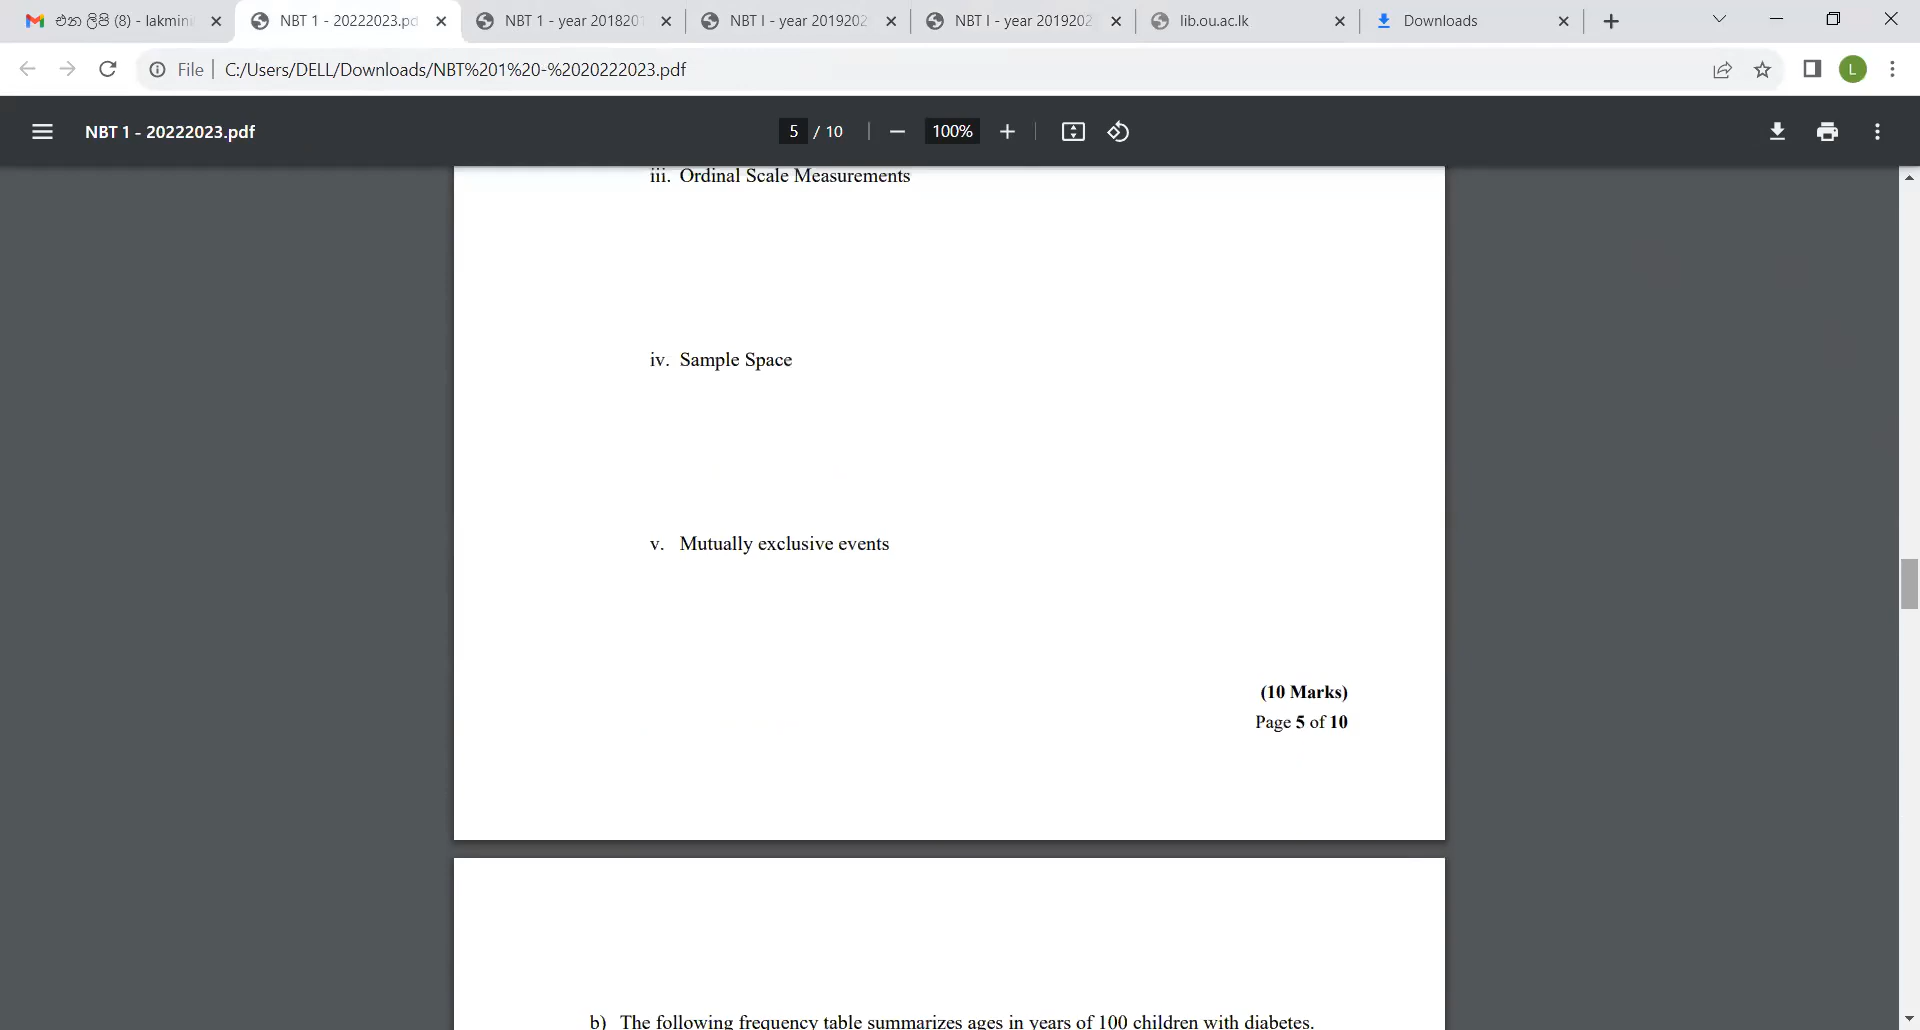 එන ලිපි (8) - lakmini
NBT 1 - 20222023.pd
NBT 1 - year 201820
NBT I - year 201920
NBT I - year 201920
lib.ou.ac.lk
Downloads
File
C:/Users/DELL/Downloads/NBT%201%20-%2020222023.pdf
L
NBT 1 - 20222023.pdf
5 / 10
100%
iii. Ordinal Scale Measurements
iv. Sample Space
v. Mutually exclusive events
(10 Marks)
Page 5 of 10
b) The following frequency table summarizes ages in years of 100 children with diabetes.